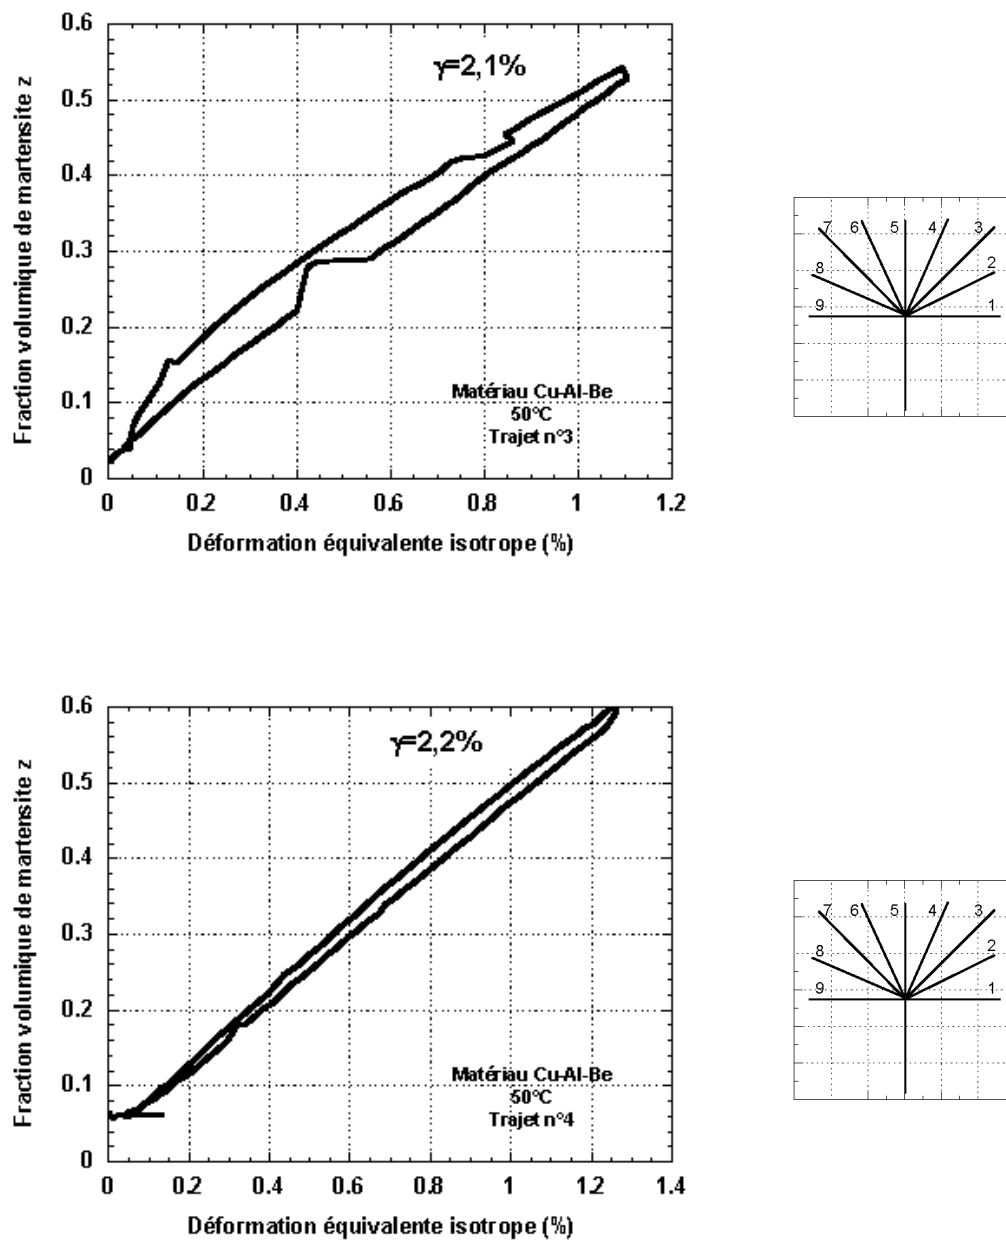 0.6
γ=2,1%
0.5
0.4
0.3
0.2
0.1
0
Fraction volumique de martensite z
Matériau Cu-Al-Be
50°C
Trajet n°3
0 0.2 0.4 0.6 0.8 1 1.2
Déformation équivalente isotrope (%)
7 6 5 4 3
8 2
9 1
0.6
γ=2,2%
0.5
0.4
0.3
0.2
0.1
0
Fraction volumique de martensite z
Matériau Cu-Al-Be
50°C
Trajet n°4
0 0.2 0.4 0.6 0.8 1 1.2 1.4
Déformation équivalente isotrope (%)
7 6 5 4 3
8 2
9 1